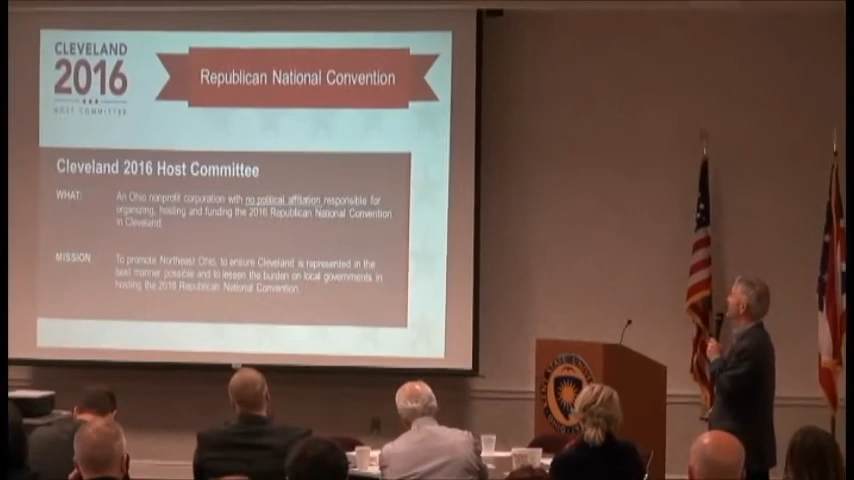 CLEVELAND
2016
HOST COMMITTEE
Republican National Convention
Cleveland 2016 Host Committee
WHAT: An Ohio nonprofit corporation with no political affiliation responsible for
organizing, hosting and funding the 2016 Republican National Convention
in Cleveland.
MISSION To promote Northeast Ohio, to ensure Cleveland is represented in the
best manner possible and to lessen the burden on local governments in
hosting the 2016 Republican National Convention.
STATE